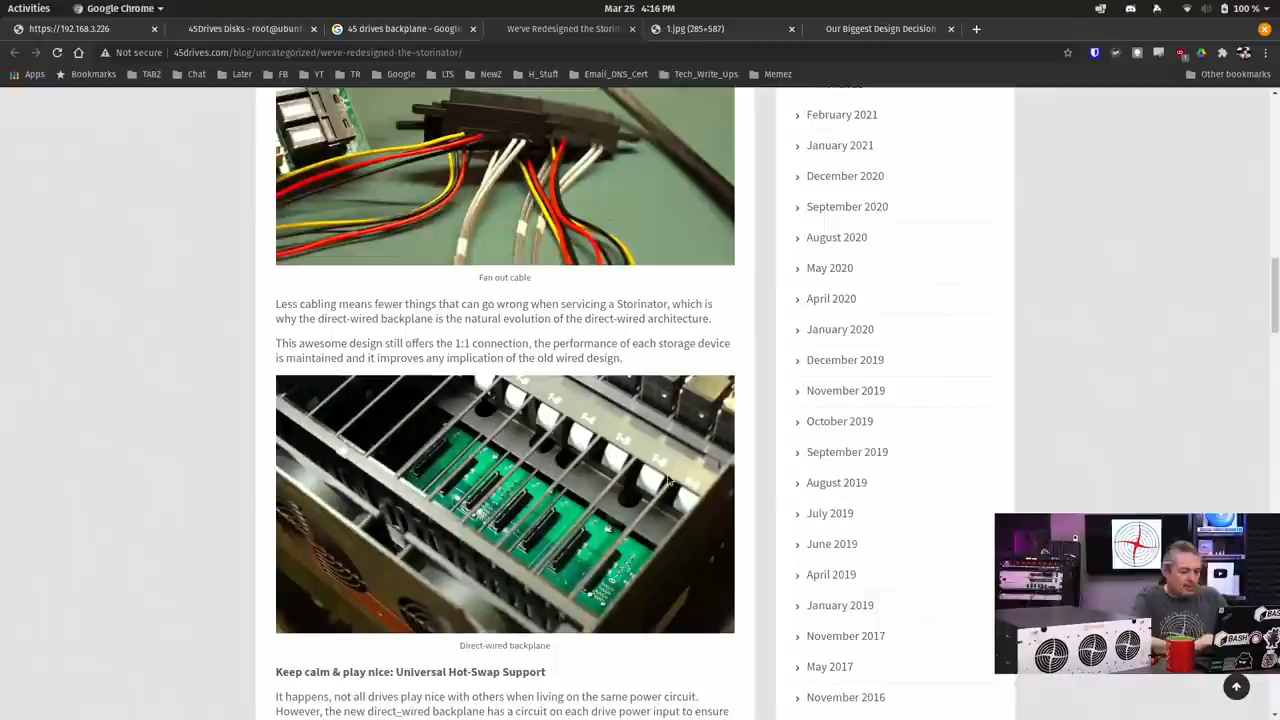 Activities
Google Chrome
Mar 25 4:16 PM
100 %
https://192.168.3.226
45Drives Disks - root@ubunt
45 drives backplane - Google
We've Redesigned the Storin
1.jpg (285×587)
Our Biggest Design Decision
Not secure
45drives.com/blog/uncategorized/weve-redesigned-the-storinator/
Apps
Bookmarks
TABZ
Chat
Later
FB
YT
TR
Google
LTS
NewZ
H_Stuff
Email_DNS_Cert
Tech_Write_Ups
Memez
Other bookmarks
Fan out cable
Less cabling means fewer things that can go wrong when servicing a Storinator, which is
why the direct-wired backplane is the natural evolution of the direct-wired architecture.
This awesome design still offers the 1:1 connection, the performance of each storage device
is maintained and it improves any implication of the old wired design.
Direct-wired backplane
Keep calm & play nice: Universal Hot-Swap Support
It happens, not all drives play nice with others when living on the same power circuit.
However, the new direct-wired backplane has a circuit on each drive power input to ensure
February 2021
January 2021
December 2020
September 2020
August 2020
May 2020
April 2020
January 2020
December 2019
November 2019
October 2019
September 2019
August 2019
July 2019
June 2019
April 2019
January 2019
November 2017
May 2017
November 2016
BASH